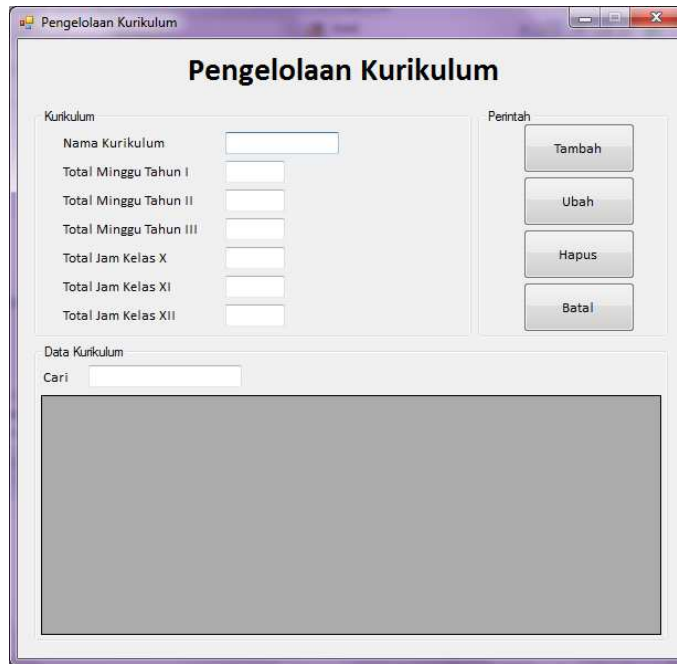 Pengelolaan Kurikulum
Pengelolaan Kurikulum
Kurikulum
Nama Kurikulum
Total Minggu Tahun I
Total Minggu Tahun II
Total Minggu Tahun III
Total Jam Kelas X
Total Jam Kelas XI
Total Jam Kelas XII
Perintah
Tambah
Ubah
Hapus
Batal
Data Kurikulum
Cari